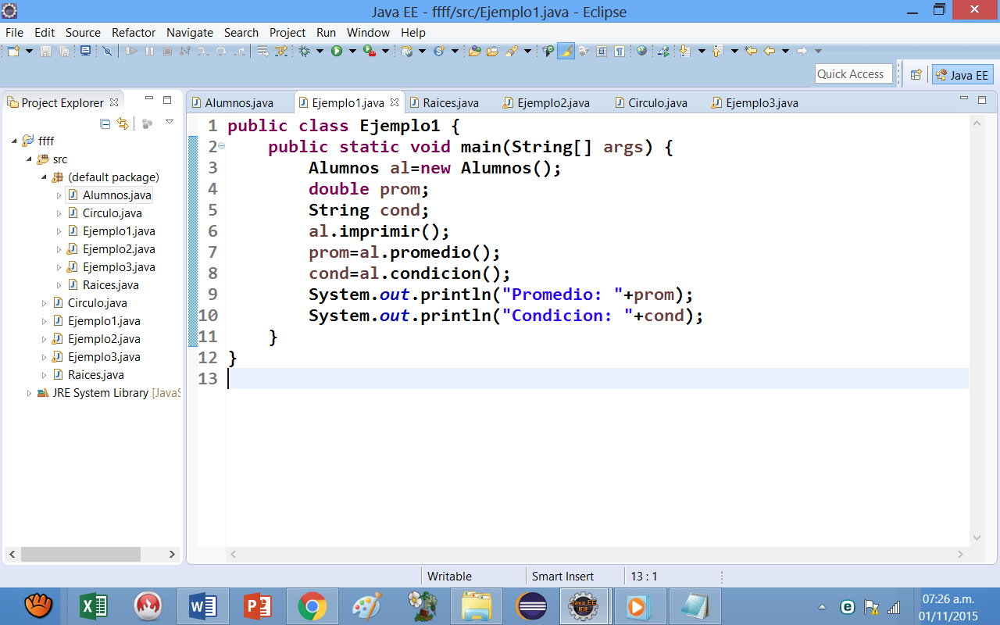 Java EE - ffff/src/Ejemplo1.java - Eclipse
File Edit Source Refactor Navigate Search Project Run Window Help
Quick Access
Java EE
Project Explorer
ffff
src
(default package)
Alumnos.java
Circulo.java
Ejemplo1.java
Ejemplo2.java
Ejemplo3.java
Raices.java
Circulo.java
Ejemplo1.java
Ejemplo2.java
Ejemplo3.java
Raices.java
JRE System Library [JavaS
Alumnos.java Ejemplo1.java Raices.java Ejemplo2.java Circulo.java Ejemplo3.java
1 public class Ejemplo1 {
2 public static void main(String[] args) {
3 Alumnos al=new Alumnos();
4 double prom;
5 String cond;
6 al.imprimir();
7 prom=al.promedio();
8 cond=al.condicion();
9 System.out.println("Promedio: "+prom);
10 System.out.println("Condicion: "+cond);
11 }
12 }
13
Writable Smart Insert 13 : 1
Java EE
IDE
07:26 a.m.
01/11/2015